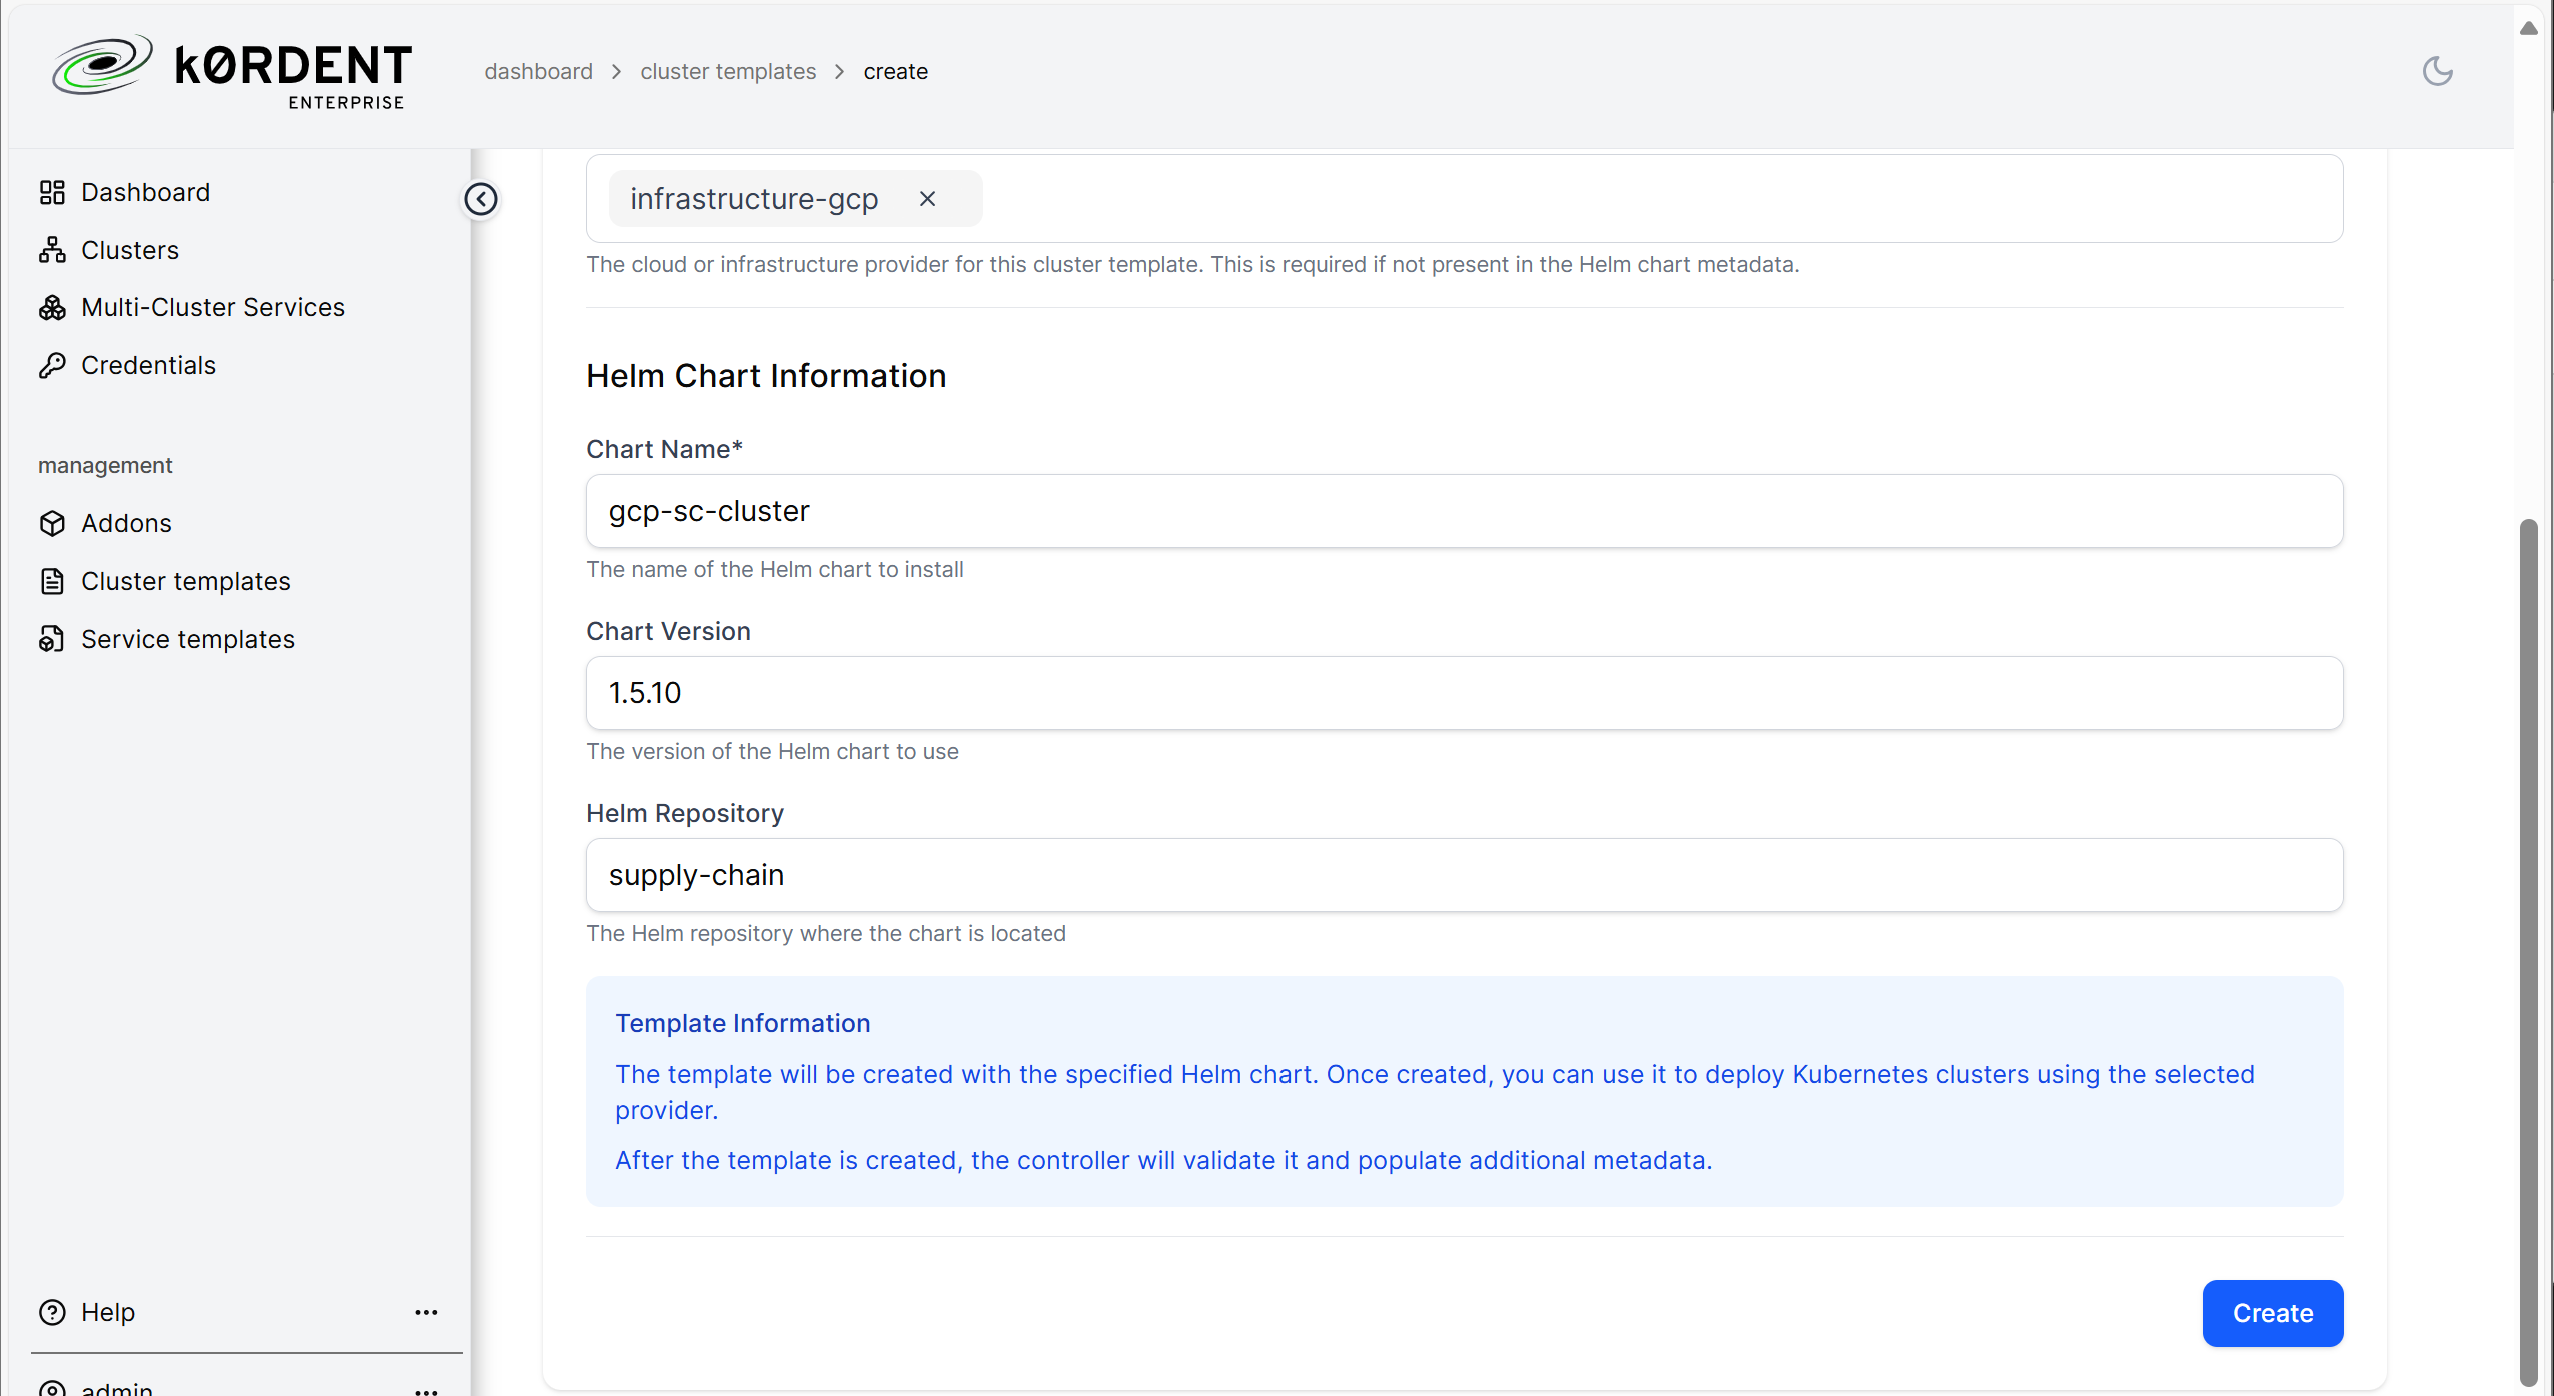 k0RDENT
ENTERPRISE
dashboard > cluster templates > create
Dashboard
Clusters
Multi-Cluster Services
Credentials
management
Addons
Cluster templates
Service templates
Help
admin
infrastructure-gcp
The cloud or infrastructure provider for this cluster template. This is required if not present in the Helm chart metadata.
Helm Chart Information
Chart Name*
gcp-sc-cluster
The name of the Helm chart to install
Chart Version
1.5.10
The version of the Helm chart to use
Helm Repository
supply-chain
The Helm repository where the chart is located
Template Information
The template will be created with the specified Helm chart. Once created, you can use it to deploy Kubernetes clusters using the selected
provider.
After the template is created, the controller will validate it and populate additional metadata.
Create